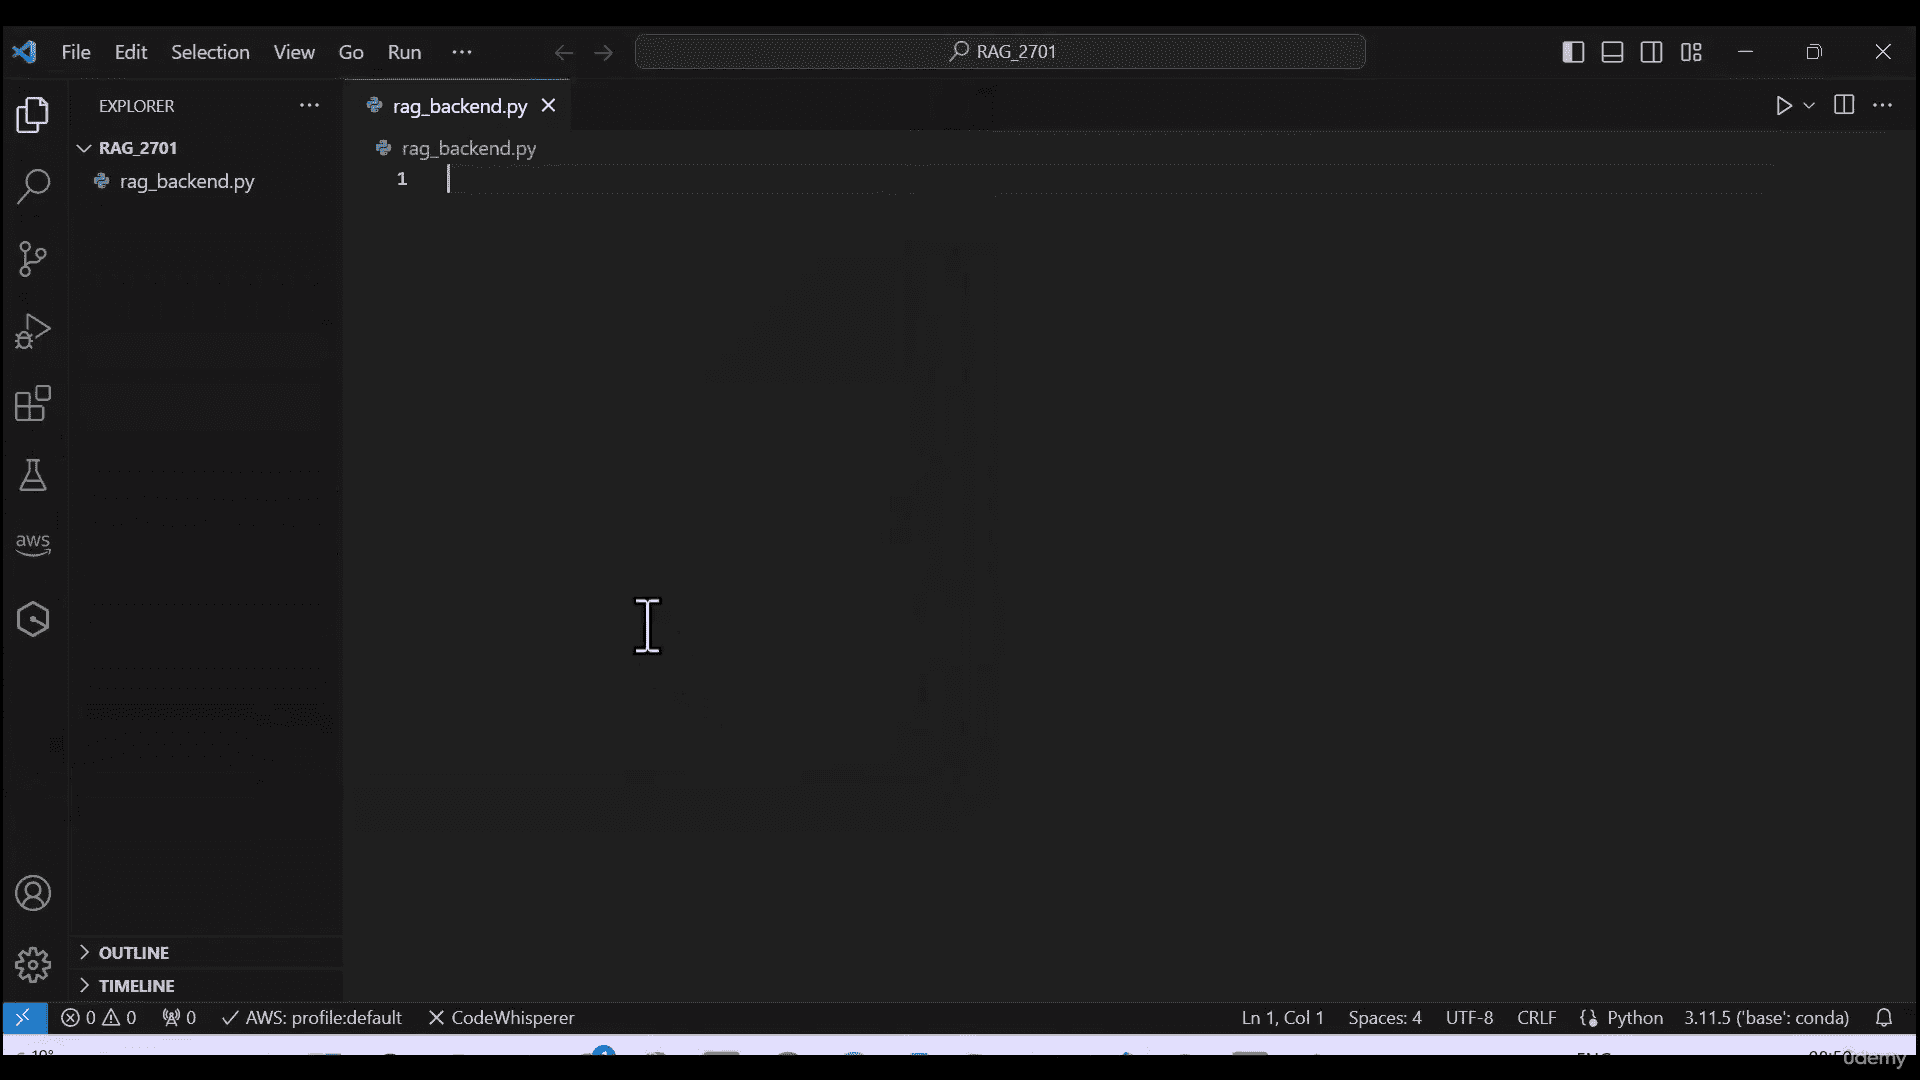 File Edit Selection View Go Run ···
RAG_2701
EXPLORER ···
rag_backend.py
RAG_2701
rag_backend.py
rag_backend.py
1
aws
OUTLINE
TIMELINE
0 0 0 AWS: profile:default CodeWhisperer Ln 1, Col 1 Spaces: 4 UTF-8 CRLF Python 3.11.5 ('base': conda)
udemy